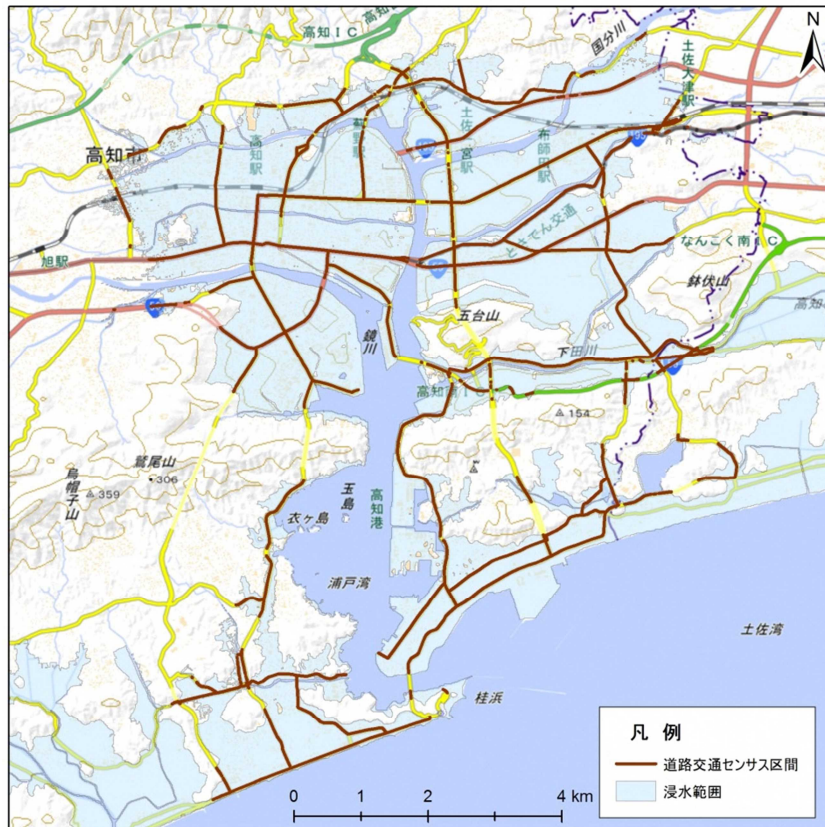 高知IC
国分川
N
土佐大津駅
高知市
高知駅
土佐一宮駅
布師田駅
とさでん交通
なんこく南IC
旭駅
鉢伏山
五台山
鏡川
下田川
154
鷲尾山
306
烏帽子山
359
玉島
高知港
衣ヶ島
浦戸湾
土佐湾
桂浜
凡 例
道路交通センサス区間
浸水範囲
0 1 2 4 km